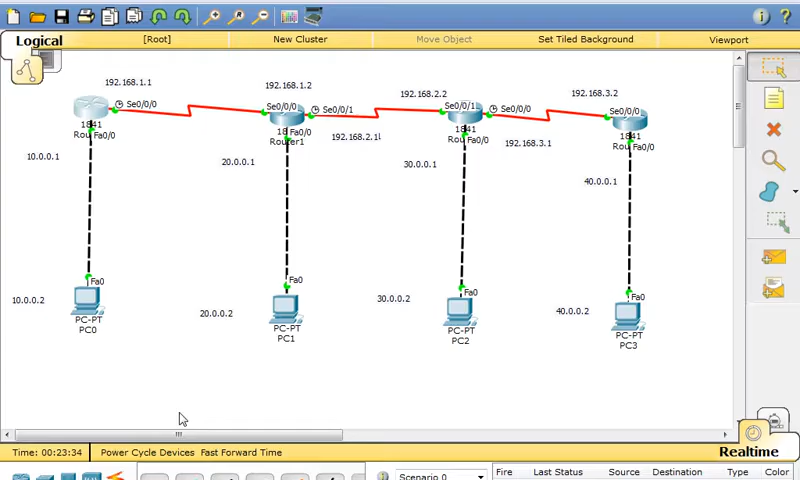 Logical
[Root]
New Cluster
Move Object
Set Tiled Background
Viewport
192.168.1.1
192.168.1.2
192.168.2.2
192.168.3.2
Se0/0/0
Se0/0/0
Se0/0/1
Se0/0/1
Se0/0/0
Se0/0/0
1841
Fa0/0
Fa0/0
Router1
1841
Fa0/0
1841
Fa0/0
192.168.3.1
10.0.0.1
20.0.0.1
30.0.0.1
40.0.0.1
Fa0
Fa0
Fa0
Fa0
10.0.0.2
20.0.0.2
30.0.0.2
40.0.0.2
PC-PT
PC0
PC-PT
PC1
PC-PT
PC2
PC-PT
PC3
Time: 00:23:34
Power Cycle Devices
Fast Forward Time
Realtime
Scenario 0
Fire
Last Status
Source
Destination
Type
Color